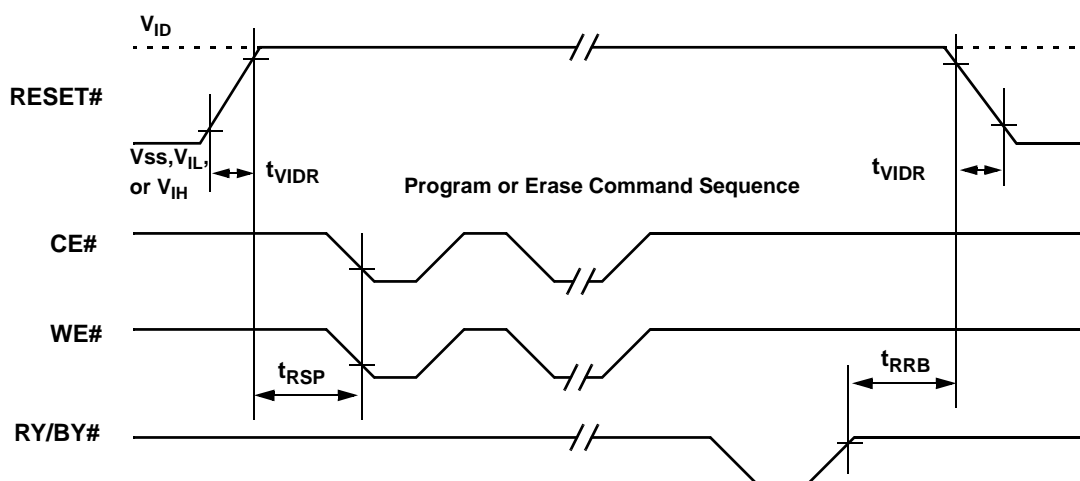 VID
RESET#
Vss,VIL,
or VIH
tVIDR
tVIDR
Program or Erase Command Sequence
CE#
WE#
tRSP
tRRB
RY/BY#